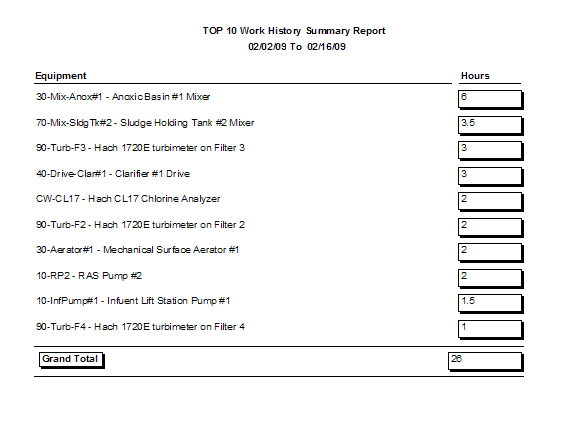 TOP 10 Work History Summary Report
02/02/09 To 02/16/09
Equipment Hours
30-Mix-Anox#1 - Anoxic Basin #1 Mixer 6
70-Mix-SldgTk#2 - Sludge Holding Tank #2 Mixer 3.5
90-Turb-F3 - Hach 1720E turbimeter on Filter 3 3
40-Drive-Clar#1 - Clarifier #1 Drive 3
CW-CL17 - Hach CL17 Chlorine Analyzer 2
90-Turb-F2 - Hach 1720E turbimeter on Filter 2 2
30-Aerator#1 - Mechanical Surface Aerator #1 2
10-RP2 - RAS Pump #2 2
10-InfPump#1 - Infuent Lift Station Pump #1 1.5
90-Turb-F4 - Hach 1720E turbimeter on Filter 4 1
Grand Total 26